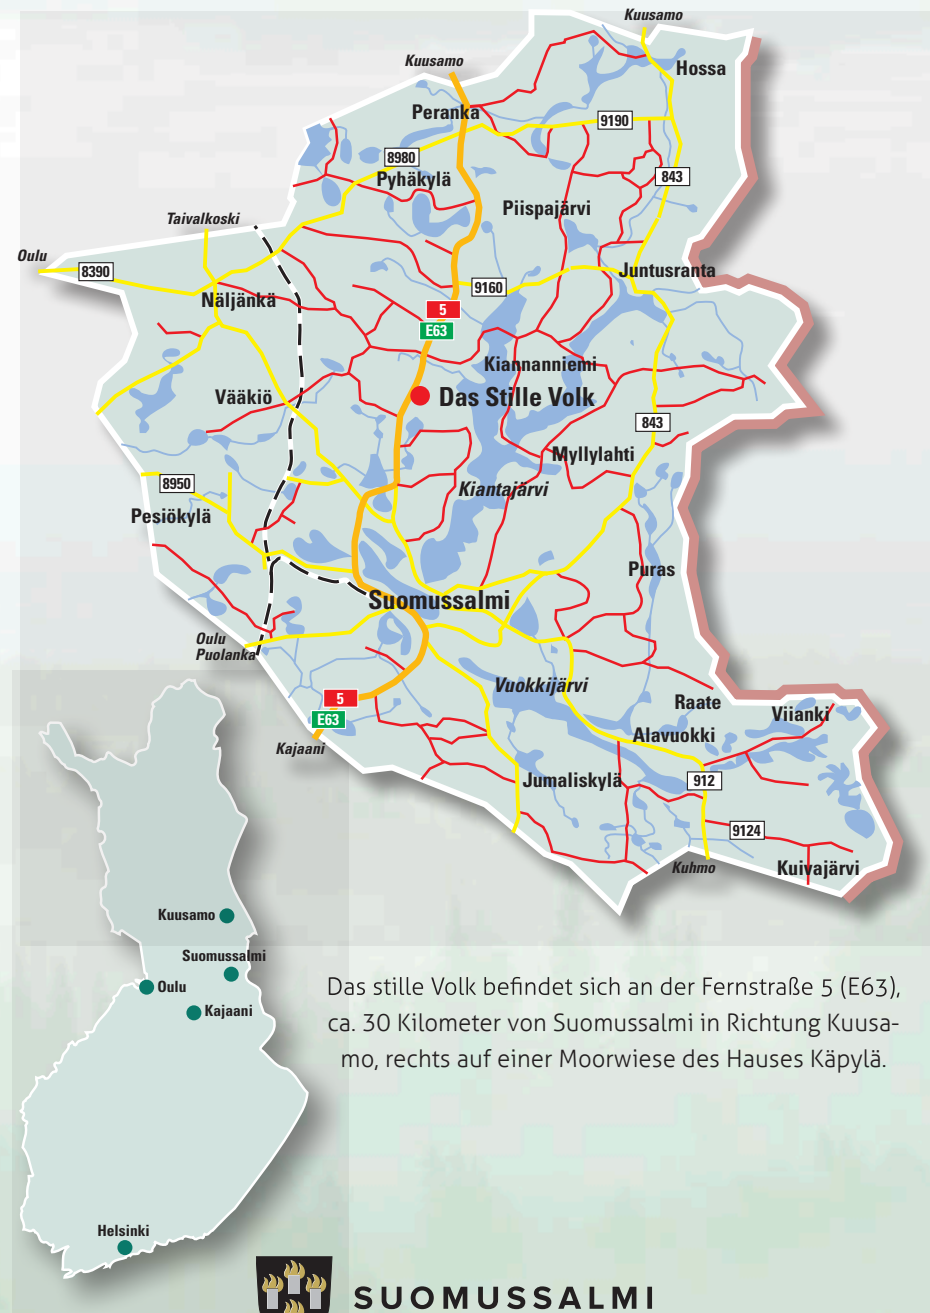 Kuusamo
Kuusamo
Hossa
Peranka
9190
8980
843
Pyhäkylä
Piispajärvi
Taivalkoski
Oulu
8390
Juntusranta
9160
Näljänkä
5
E63
Kiannanniemi
Vääkiö
Das Stille Volk
843
Myllylahti
8950
Kiantajärvi
Pesiökylä
Puras
Suomussalmi
Oulu
Puolanka
Vuokkijärvi
5
E63
Raate
Viianki
Alavuokki
Kajaani
Jumaliskylä
912
9124
Kuhmo
Kuivajärvi
Kuusamo
Suomussalmi
Oulu
Kajaani
Helsinki
Das stille Volk befindet sich an der Fernstraße 5 (E63),
ca. 30 Kilometer von Suomussalmi in Richtung Kuusa-
mo, rechts auf einer Moorwiese des Hauses Käpylä.
SUOMUSSALMI